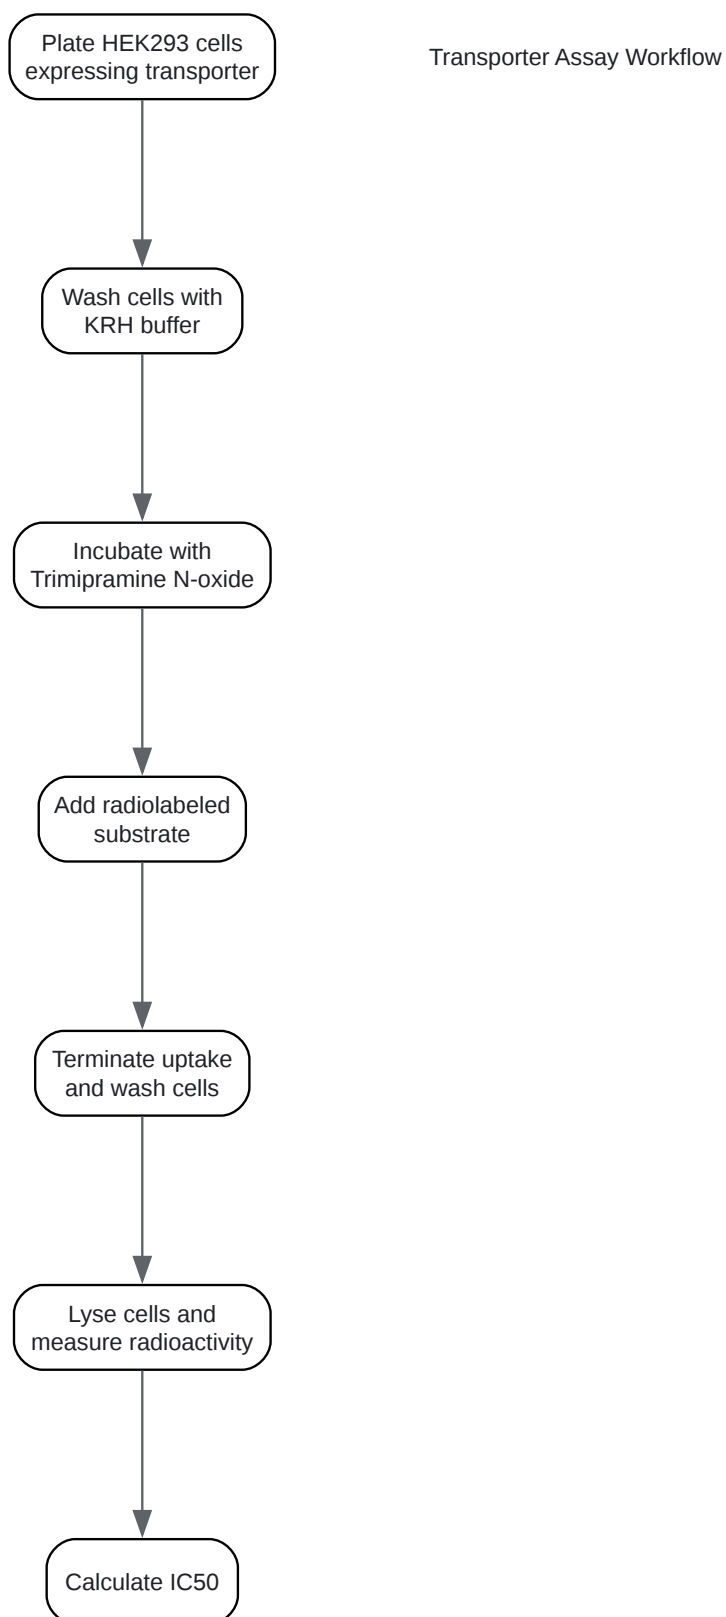 Plate HEK293 cells
expressing transporter
Transporter Assay Workflow
Wash cells with
KRH buffer
Incubate with
Trimipramine N-oxide
Add radiolabeled
substrate
Terminate uptake
and wash cells
Lyse cells and
measure radioactivity
Calculate IC50